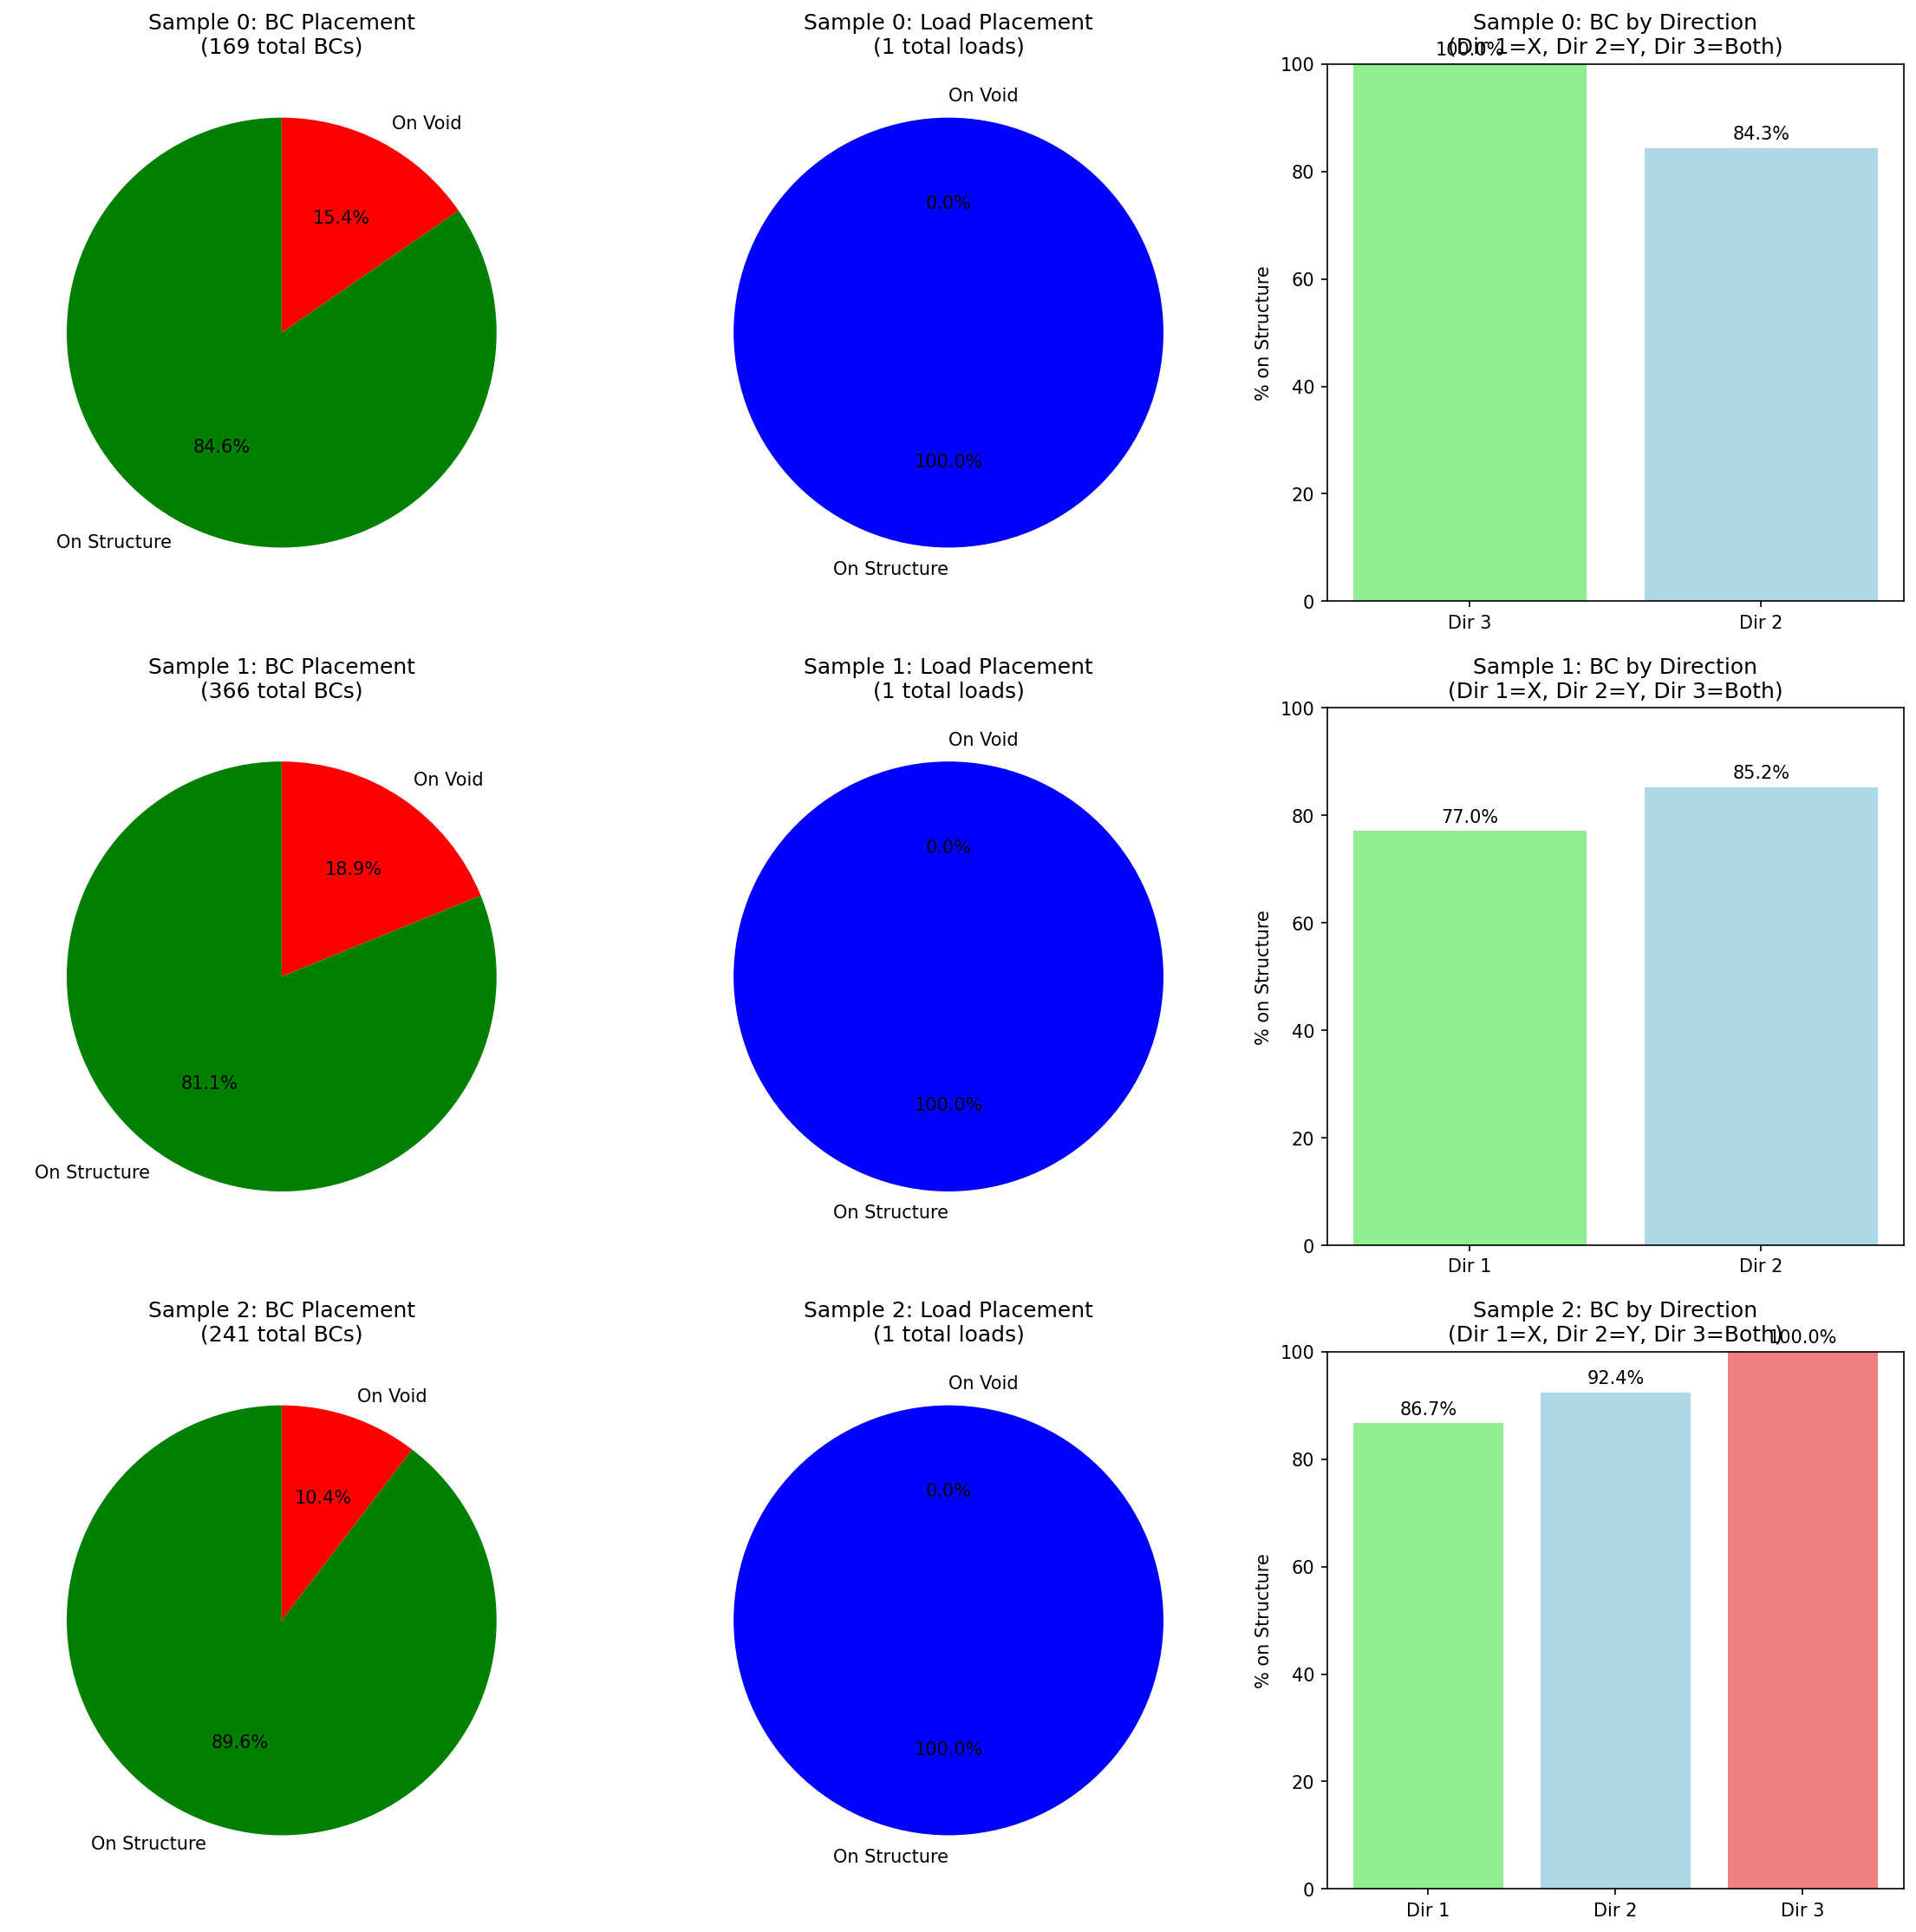 Sample 0: BC Placement
(169 total BCs)
On Void
15.4%
84.6%
On Structure
Sample 0: Load Placement
(1 total loads)
On Void
0.0%
100.0%
On Structure
Sample 0: BC by Direction
(Dir 1=X, Dir 2=Y, Dir 3=Both)
100.0%
84.3%
% on Structure
100
80
60
40
20
0
Dir 3
Dir 2
Sample 1: BC Placement
(366 total BCs)
On Void
18.9%
81.1%
On Structure
Sample 1: Load Placement
(1 total loads)
On Void
0.0%
100.0%
On Structure
Sample 1: BC by Direction
(Dir 1=X, Dir 2=Y, Dir 3=Both)
77.0%
85.2%
% on Structure
100
80
60
40
20
0
Dir 1
Dir 2
Sample 2: BC Placement
(241 total BCs)
On Void
10.4%
89.6%
On Structure
Sample 2: Load Placement
(1 total loads)
On Void
0.0%
100.0%
On Structure
Sample 2: BC by Direction
(Dir 1=X, Dir 2=Y, Dir 3=Both)
86.7%
92.4%
100.0%
% on Structure
100
80
60
40
20
0
Dir 1
Dir 2
Dir 3